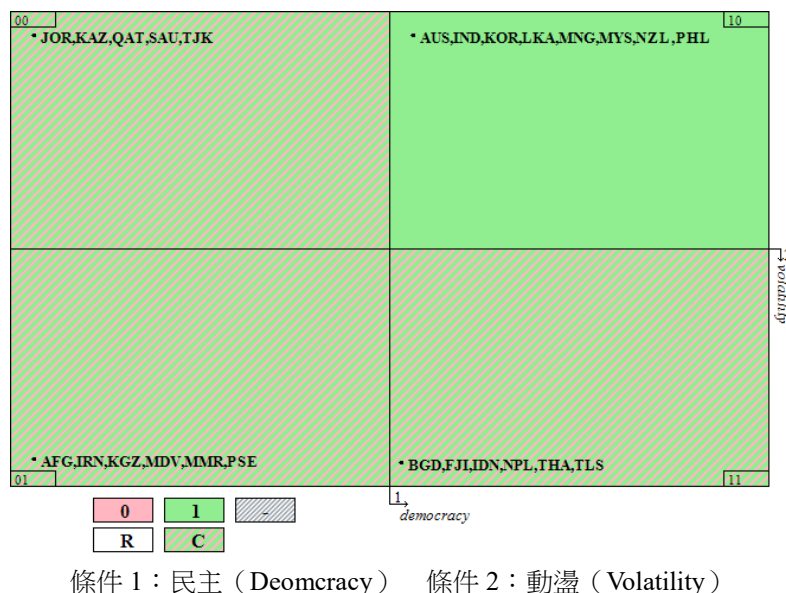 00 10
JOR,KAZ,QAT,SAU,TJK AUS,IND,KOR,LKA,MNG,MYS,NZL,PHL
1
volatility
AFG,IRN,KGZ,MDV,MMR,PSE BGD,FJI,IDN,NPL,THA,TLS
01 11
1
democracy
0 1 -
R C
條件 1：民主（Deomcracy） 條件 2：動盪（Volatility）